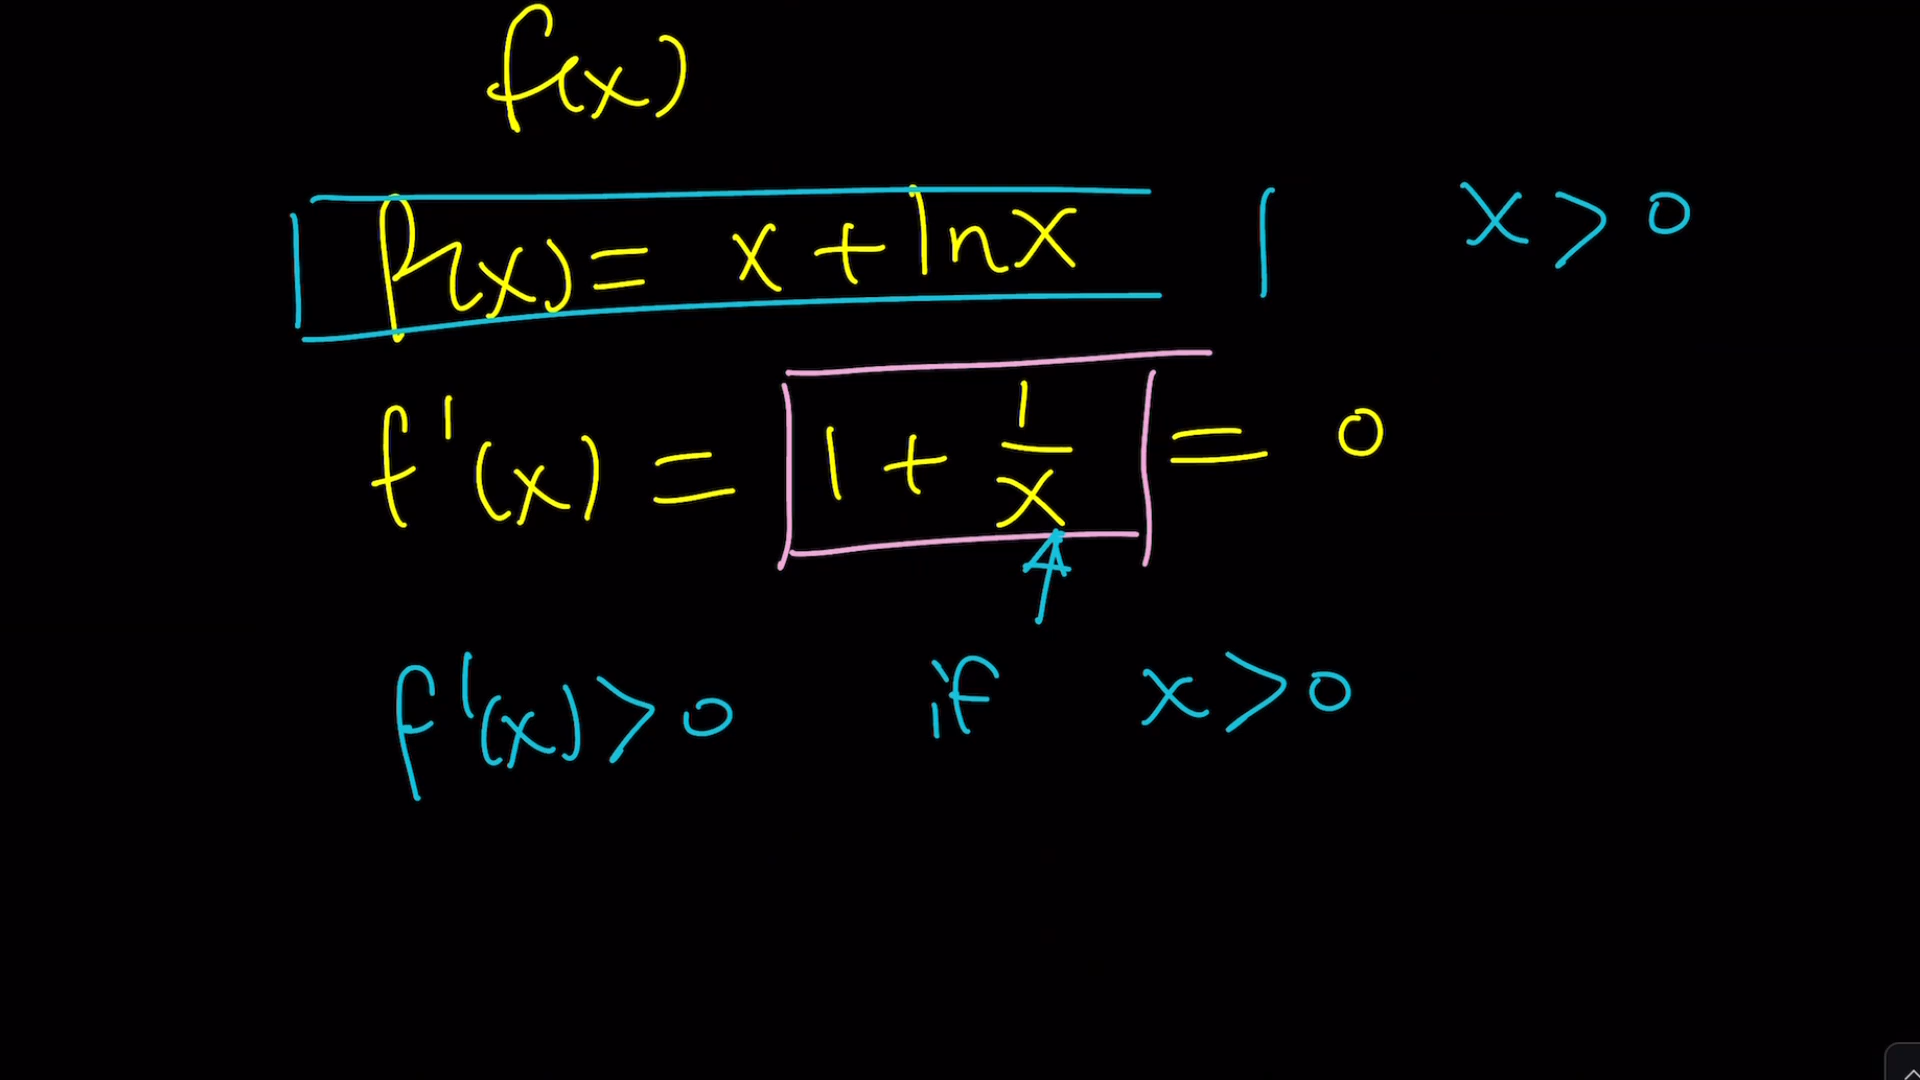 f(x)
f(x) = x + ln x x > 0
f'(x) = 1 + 1/x = 0
f'(x) > 0 if x > 0